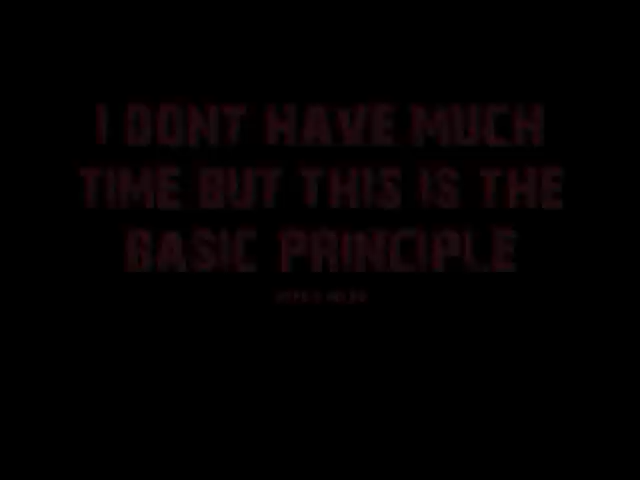 I DONT HAVE MUCH
TIME BUT THIS IS THE
BASIC PRINCIPLE